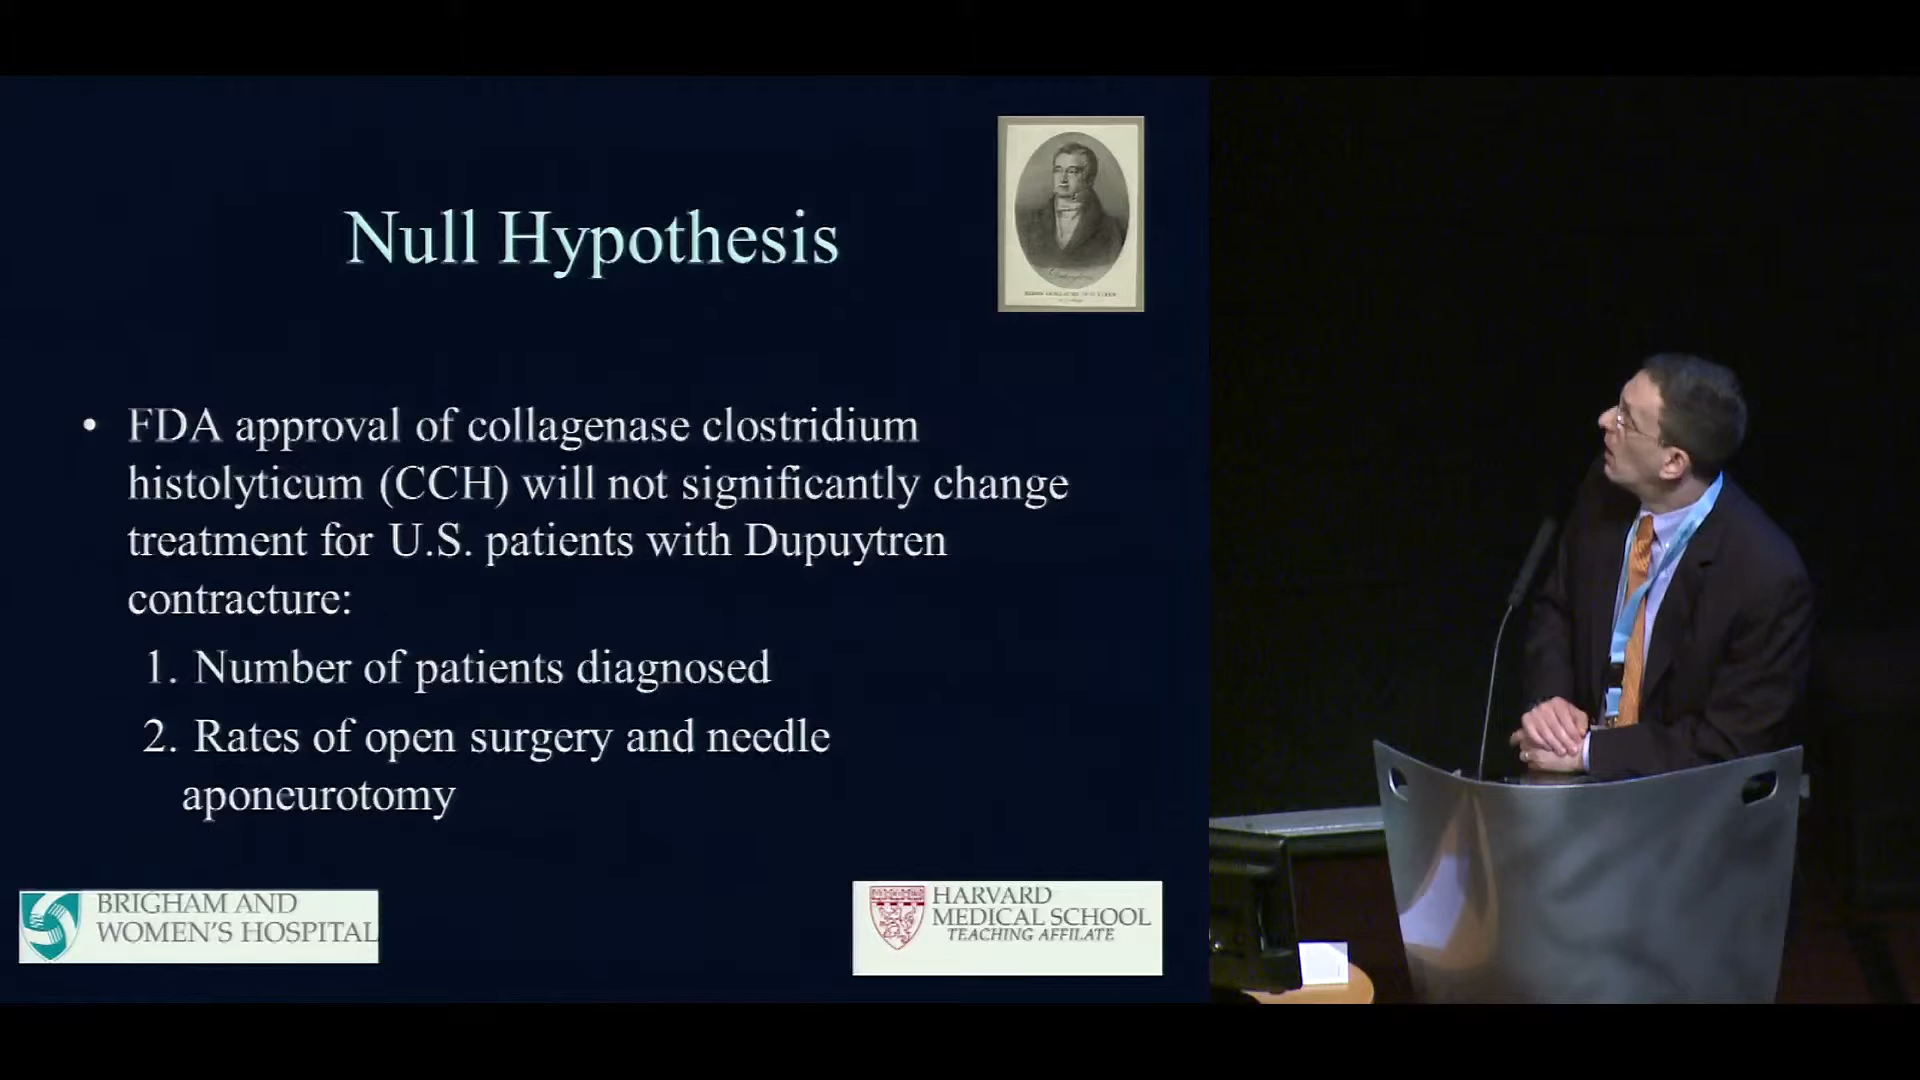 Null Hypothesis
• FDA approval of collagenase clostridium
histolyticum (CCH) will not significantly change
treatment for U.S. patients with Dupuytren
contracture:
1. Number of patients diagnosed
2. Rates of open surgery and needle
aponeurotomy
BRIGHAM AND
WOMEN'S HOSPITAL
HARVARD
MEDICAL SCHOOL
TEACHING AFFILATE